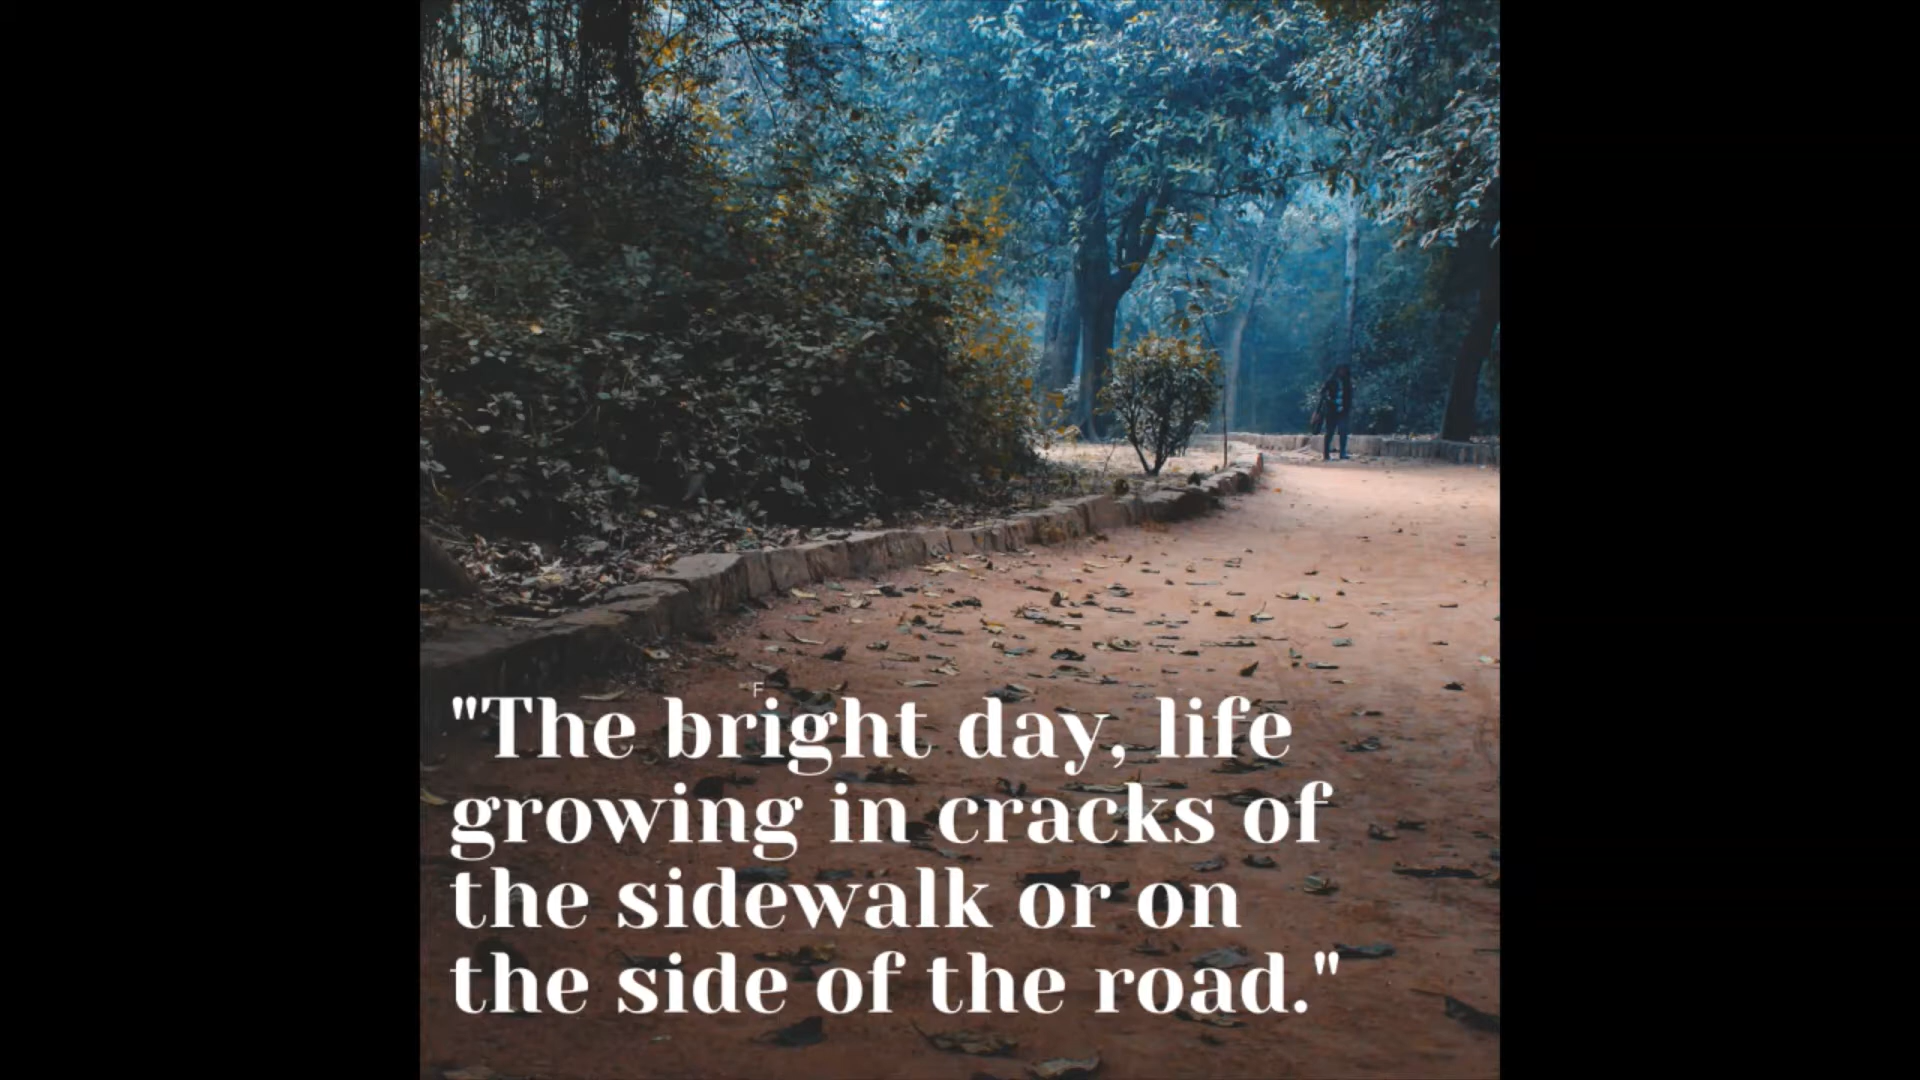 F
"The bright day, life
growing in cracks of
the sidewalk or on
the side of the road."